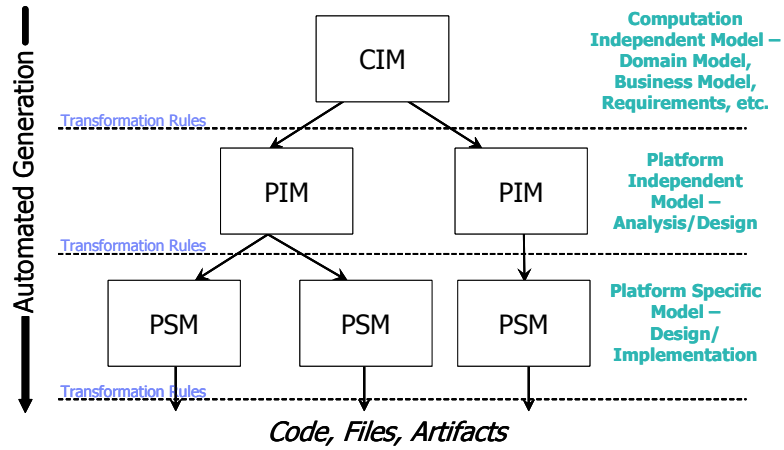 Computation
Independent Model –
Domain Model,
Business Model,
Requirements, etc.
CIM
Transformation Rules
Automated Generation
PIM
PIM
Platform
Independent
Model –
Analysis/Design
Transformation Rules
PSM
PSM
PSM
Platform Specific
Model –
Design/
Implementation
Transformation Rules
Code, Files, Artifacts